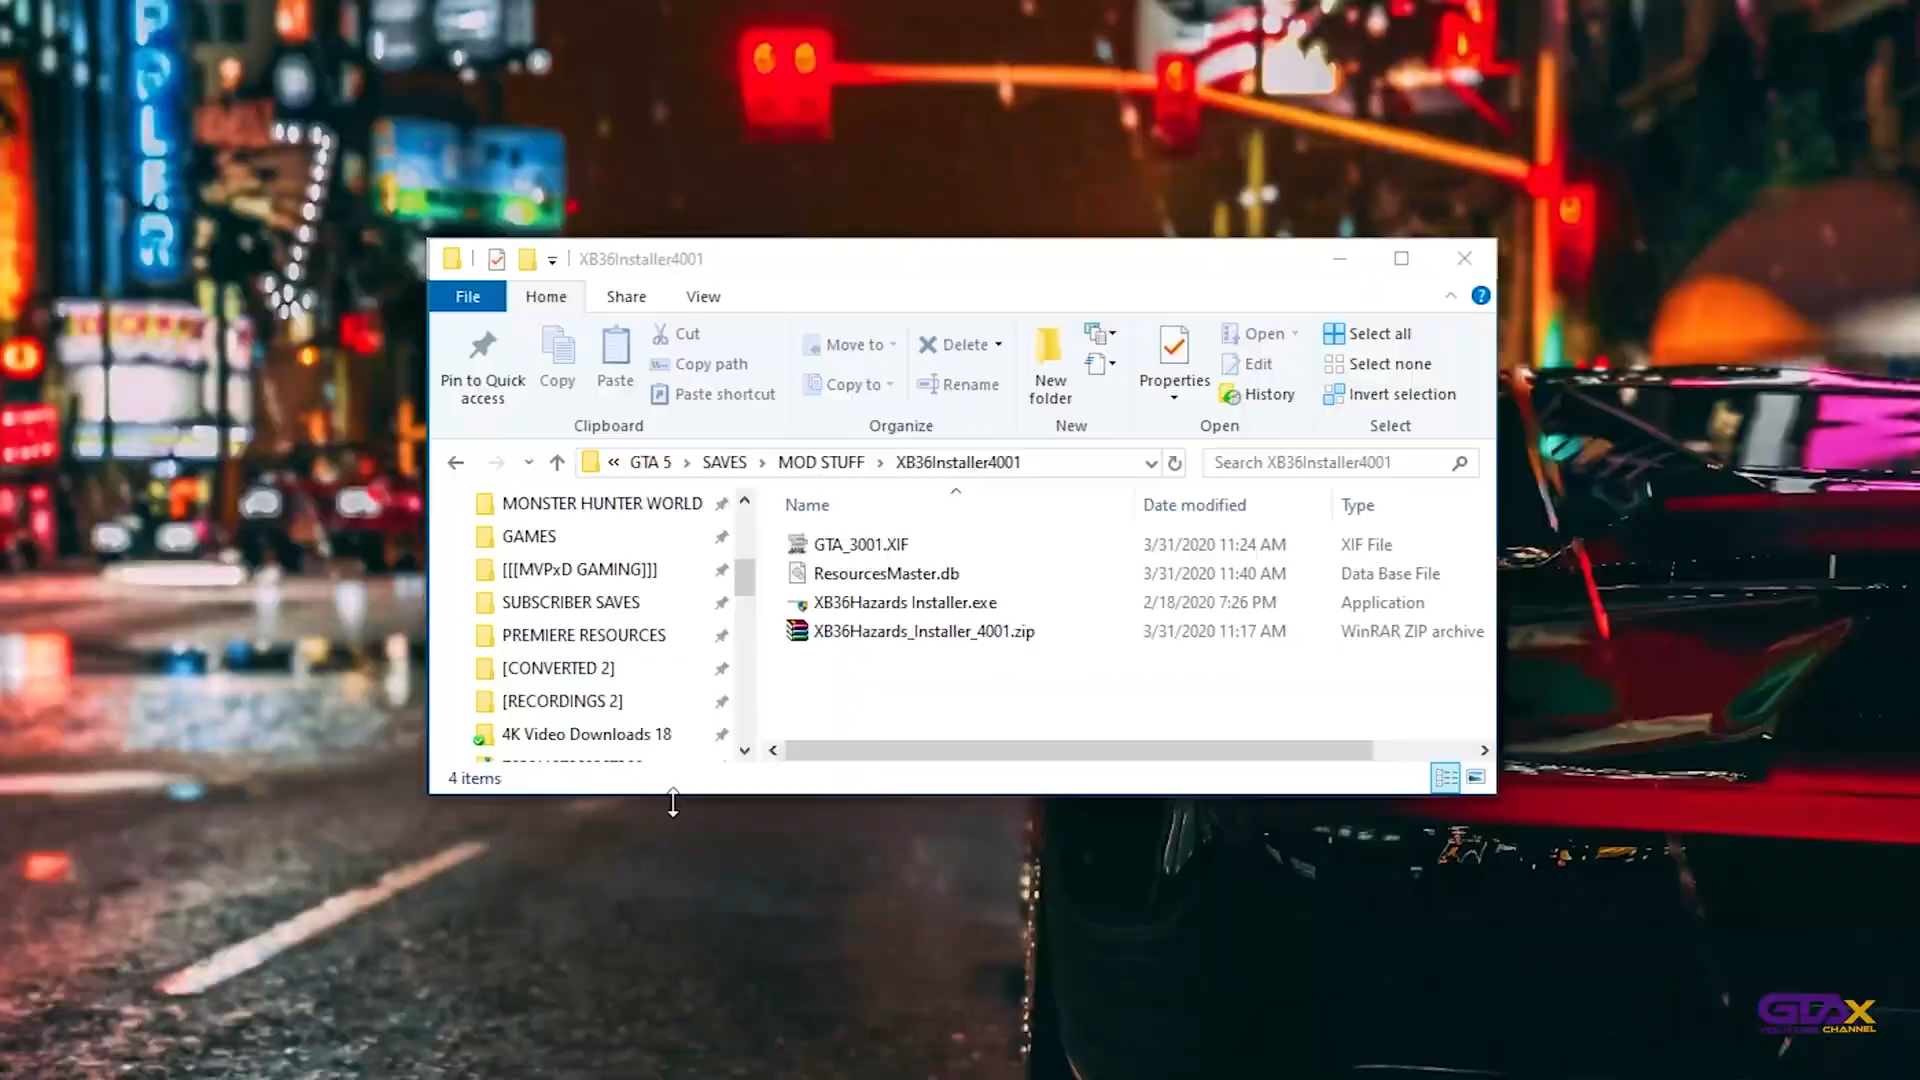 XB36Installer4001
File
Home
Share
View
Pin to Quick access
Copy
Paste
Cut
Copy path
Paste shortcut
Clipboard
Move to
Copy to
Delete
Rename
Organize
New folder
New
Properties
Open
Edit
History
Open
Select all
Select none
Invert selection
Select
« GTA 5 › SAVES › MOD STUFF › XB36Installer4001
Search XB36Installer4001
MONSTER HUNTER WORLD
GAMES
[[[MVPxD GAMING]]]
SUBSCRIBER SAVES
PREMIERE RESOURCES
[CONVERTED 2]
[RECORDINGS 2]
4K Video Downloads 18
Name Date modified Type
GTA_3001.XIF 3/31/2020 11:24 AM XIF File
ResourcesMaster.db 3/31/2020 11:40 AM Data Base File
XB36Hazards Installer.exe 2/18/2020 7:26 PM Application
XB36Hazards_Installer_4001.zip 3/31/2020 11:17 AM WinRAR ZIP archive
4 items
GTAX
YOUTUBE CHANNEL